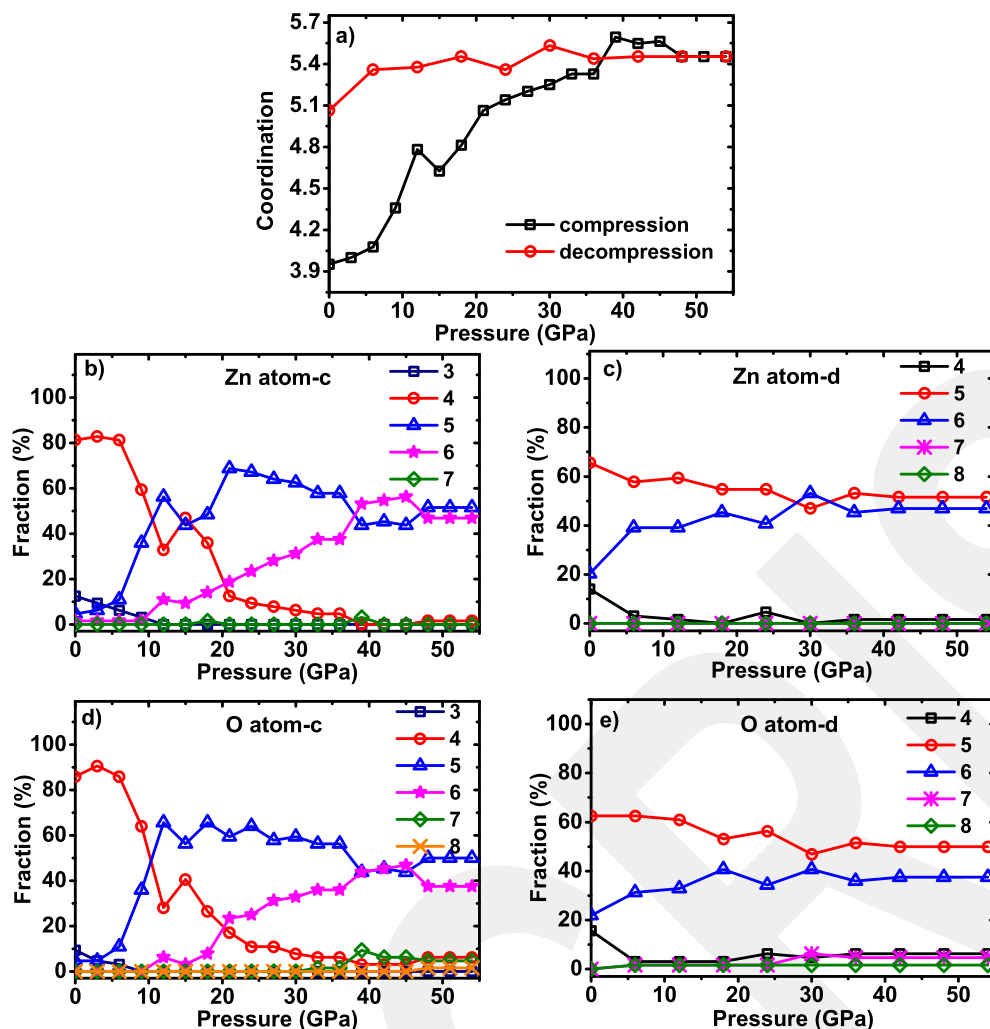 a)
5.7
5.4
5.1
4.8
4.5
4.2
3.9
Coordination
compression
decompression
0 10 20 30 40 50
Pressure (GPa)
b) Zn atom-c
3
4
5
6
7
100
80
60
40
20
0
Fraction (%)
0 10 20 30 40 50
Pressure (GPa)
c) Zn atom-d
4
5
6
7
8
100
80
60
40
20
0
Fraction (%)
0 10 20 30 40 50
Pressure (GPa)
d) O atom-c
3
4
5
6
7
8
100
80
60
40
20
0
Fraction (%)
0 10 20 30 40 50
Pressure (GPa)
e) O atom-d
4
5
6
7
8
100
80
60
40
20
0
Fraction (%)
0 10 20 30 40 50
Pressure (GPa)